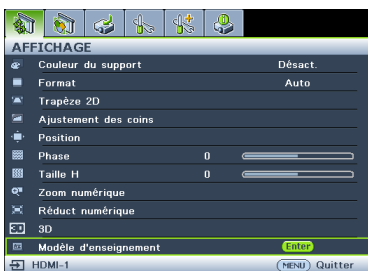 AFFICHAGE
Couleur du support Désact.
Format Auto
Trapèze 2D
Ajustement des coins
Position
Phase 0
Taille H 0
Zoom numérique
Réduct numérique
3D
Modèle d'enseignement Enter
HDMI-1 MENU Quitter